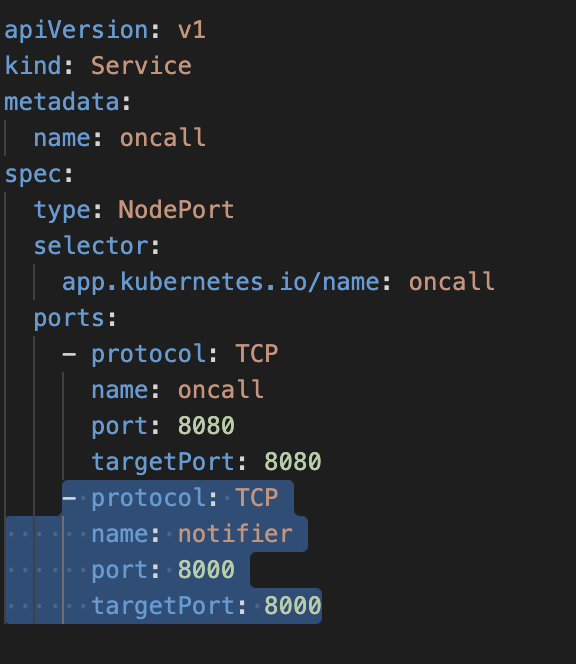 apiVersion: v1
kind: Service
metadata:
  name: oncall
spec:
  type: NodePort
  selector:
    app.kubernetes.io/name: oncall
  ports:
    - protocol: TCP
      name: oncall
      port: 8080
      targetPort: 8080
    - protocol: TCP
      name: notifier
      port: 8000
      targetPort: 8000